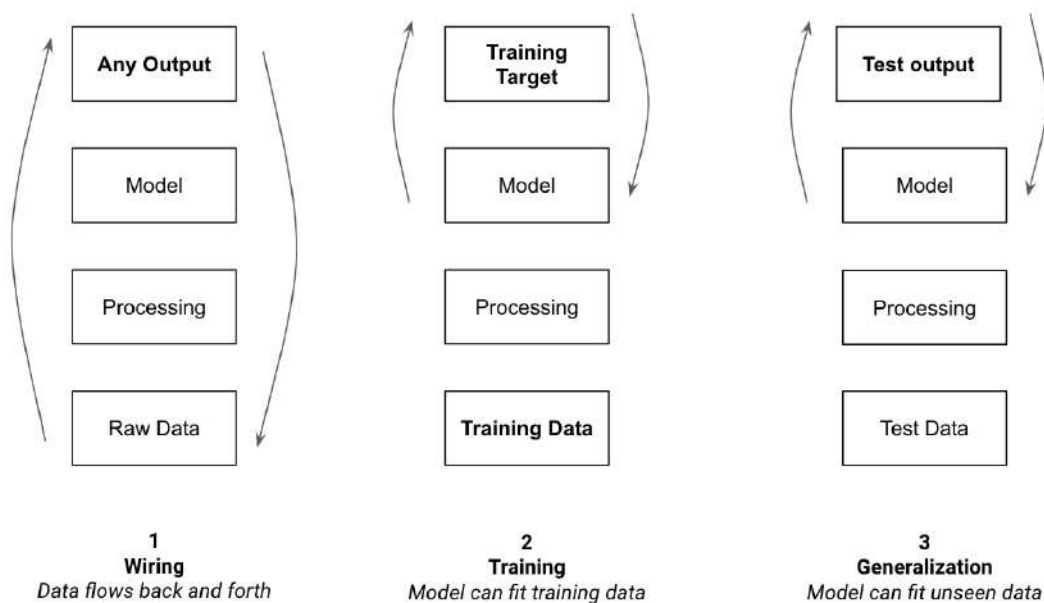 Any Output
Model
Processing
Raw Data
1
Wiring
Data flows back and forth
Training
Target
Model
Processing
Training Data
2
Training
Model can fit training data
Test output
Model
Processing
Test Data
3
Generalization
Model can fit unseen data